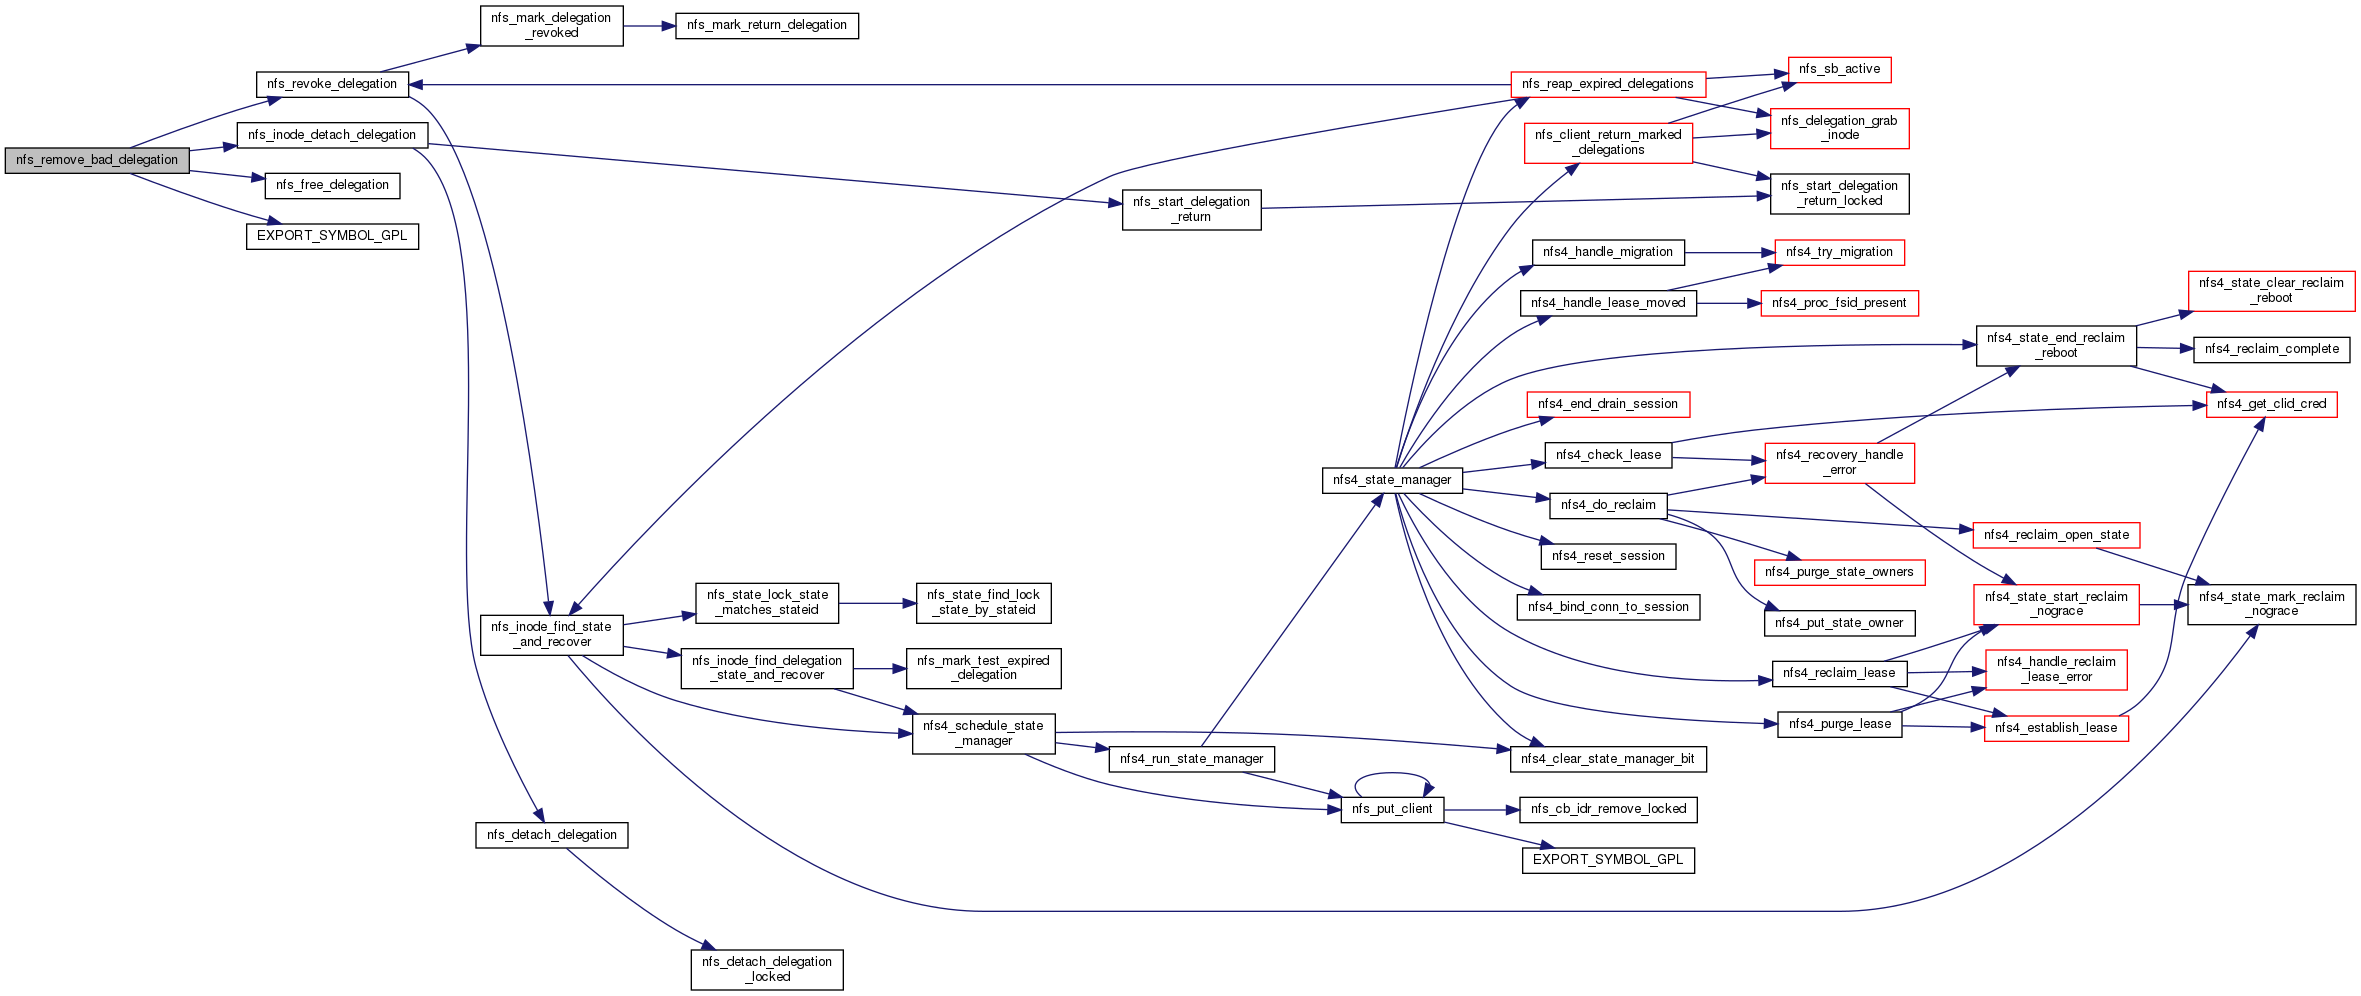 nfs_remove_bad_delegation
nfs_revoke_delegation
nfs_inode_detach_delegation
nfs_free_delegation
EXPORT_SYMBOL_GPL
nfs_mark_delegation
_revoked
nfs_mark_return_delegation
nfs_inode_find_state
_and_recover
nfs_detach_delegation
nfs_detach_delegation
_locked
nfs_state_lock_state
_matches_stateid
nfs_state_find_lock
_state_by_stateid
nfs_inode_find_delegation
_state_and_recover
nfs_mark_test_expired
_delegation
nfs4_schedule_state
_manager
nfs4_run_state_manager
nfs_start_delegation
_return
nfs4_state_manager
nfs_put_client
nfs_reap_expired_delegations
nfs_client_return_marked
_delegations
nfs4_handle_migration
nfs4_handle_lease_moved
nfs4_end_drain_session
nfs4_check_lease
nfs4_do_reclaim
nfs4_reset_session
nfs4_bind_conn_to_session
nfs4_clear_state_manager_bit
nfs_cb_idr_remove_locked
EXPORT_SYMBOL_GPL
nfs_sb_active
nfs_delegation_grab
_inode
nfs_start_delegation
_return_locked
nfs4_try_migration
nfs4_proc_fsid_present
nfs4_recovery_handle
_error
nfs4_purge_state_owners
nfs4_put_state_owner
nfs4_reclaim_lease
nfs4_purge_lease
nfs4_state_end_reclaim
_reboot
nfs4_reclaim_open_state
nfs4_state_start_reclaim
_nograce
nfs4_handle_reclaim
_lease_error
nfs4_establish_lease
nfs4_state_clear_reclaim
_reboot
nfs4_reclaim_complete
nfs4_get_clid_cred
nfs4_state_mark_reclaim
_nograce